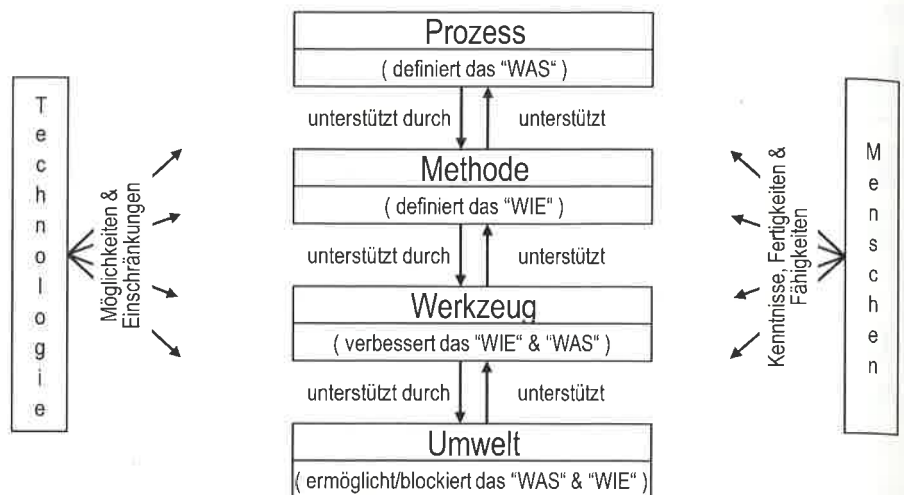 Prozess
( definiert das "WAS“ )
unterstützt durch
unterstützt
Methode
( definiert das "WIE“ )
unterstützt durch
unterstützt
Werkzeug
( verbessert das "WIE“ & "WAS“ )
unterstützt durch
unterstützt
Umwelt
( ermöglicht/blockiert das "WAS“ & "WIE“ )
Technologie
Möglichkeiten &
Einschränkungen
Kenntnisse, Fertigkeiten &
Fähigkeiten
Menschen